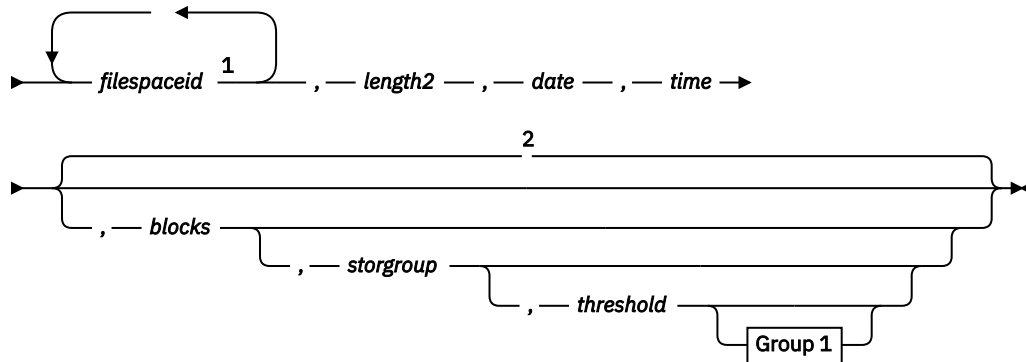 filespaceid 1 , length2 , date , time
2
, blocks
, storgroup
, threshold
Group 1